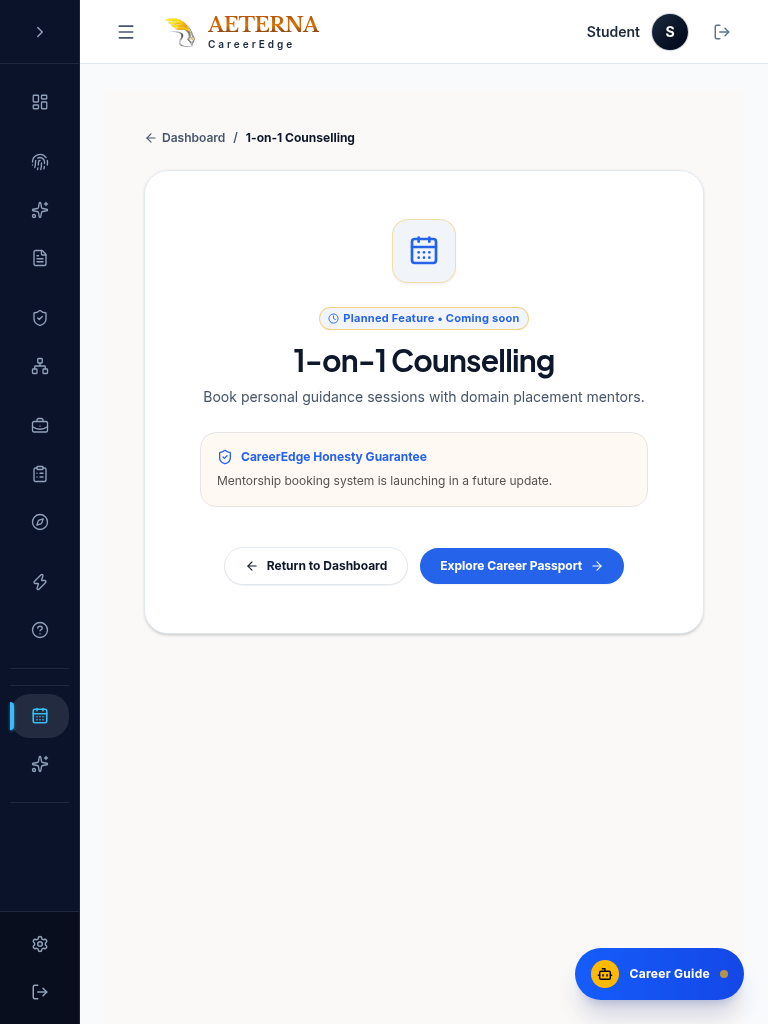 AETERNA
CareerEdge
Student
S
Dashboard / 1-on-1 Counselling
Planned Feature • Coming soon
1-on-1 Counselling
Book personal guidance sessions with domain placement mentors.
CareerEdge Honesty Guarantee
Mentorship booking system is launching in a future update.
Return to Dashboard
Explore Career Passport
Career Guide